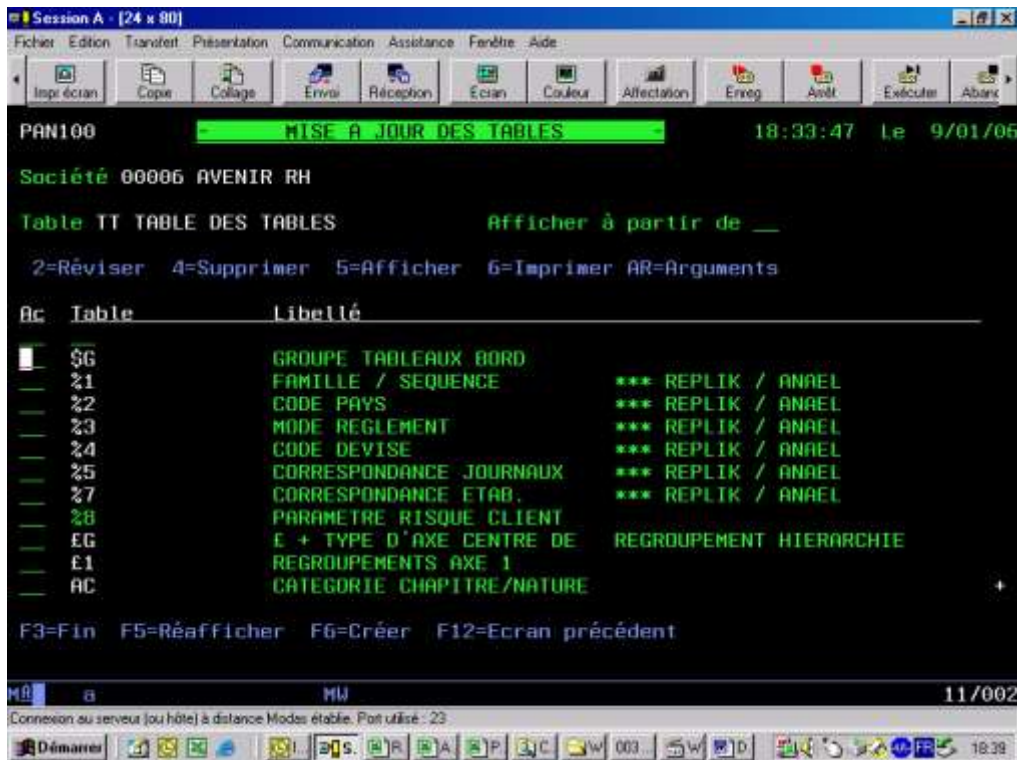 Session A - [24 x 80]
Fichier Edition Transfert Présentation Communication Assistance Fenêtre Aide
Impr écran Copie Collage Envoi Réception Ecran Couleur Affectation Enreg Arrêt Exécuter Abanc
PAN100 - MISE A JOUR DES TABLES - 18:33:47 Le 9/01/06
Société 00006 AVENIR RH
Table TT TABLE DES TABLES Afficher à partir de __
2=Réviser 4=Supprimer 5=Afficher 6=Imprimer AR=Arguments
Ac Table Libellé
$G GROUPE TABLEAUX BORD
%1 FAMILLE / SEQUENCE *** REPLIK / ANAEL
%2 CODE PAYS *** REPLIK / ANAEL
%3 MODE REGLEMENT *** REPLIK / ANAEL
%4 CODE DEVISE *** REPLIK / ANAEL
%5 CORRESPONDANCE JOURNAUX *** REPLIK / ANAEL
%7 CORRESPONDANCE ETAB. *** REPLIK / ANAEL
%8 PARAMETRE RISQUE CLIENT
£G £ + TYPE D'AXE CENTRE DE REGROUPEMENT HIERARCHIE
£1 REGROUPEMENTS AXE 1
AC CATEGORIE CHAPITRE/NATURE +
F3=Fin F5=Réafficher F6=Créer F12=Ecran précédent
a MW 11/002
Connexion au serveur (ou hôte) à distance Modas établie. Port utilisé : 23
Démarrer I... S. R A P. C W 003... W D FR 18:39